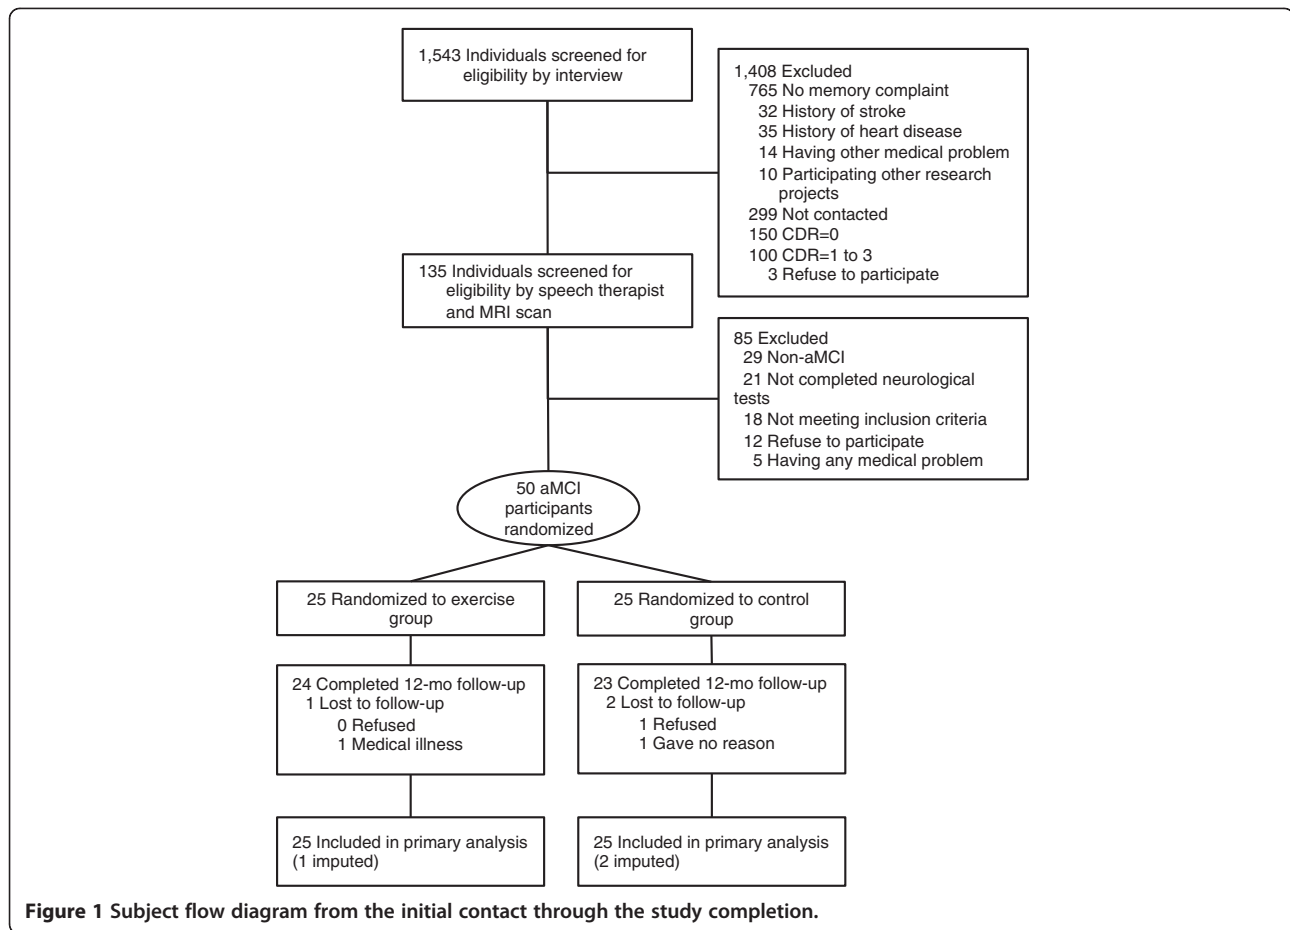 1,543 Individuals screened for
eligibility by interview
1,408 Excluded
765 No memory complaint
32 History of stroke
35 History of heart disease
14 Having other medical problem
10 Participating other research
projects
299 Not contacted
150 CDR=0
100 CDR=1 to 3
3 Refuse to participate
135 Individuals screened for
eligibility by speech therapist
and MRI scan
85 Excluded
29 Non-aMCI
21 Not completed neurological
tests
18 Not meeting inclusion criteria
12 Refuse to participate
5 Having any medical problem
50 aMCI
participants
randomized
25 Randomized to exercise
group
25 Randomized to control
group
24 Completed 12-mo follow-up
1 Lost to follow-up
0 Refused
1 Medical illness
23 Completed 12-mo follow-up
2 Lost to follow-up
1 Refused
1 Gave no reason
25 Included in primary analysis
(1 imputed)
25 Included in primary analysis
(2 imputed)
Figure 1 Subject flow diagram from the initial contact through the study completion.